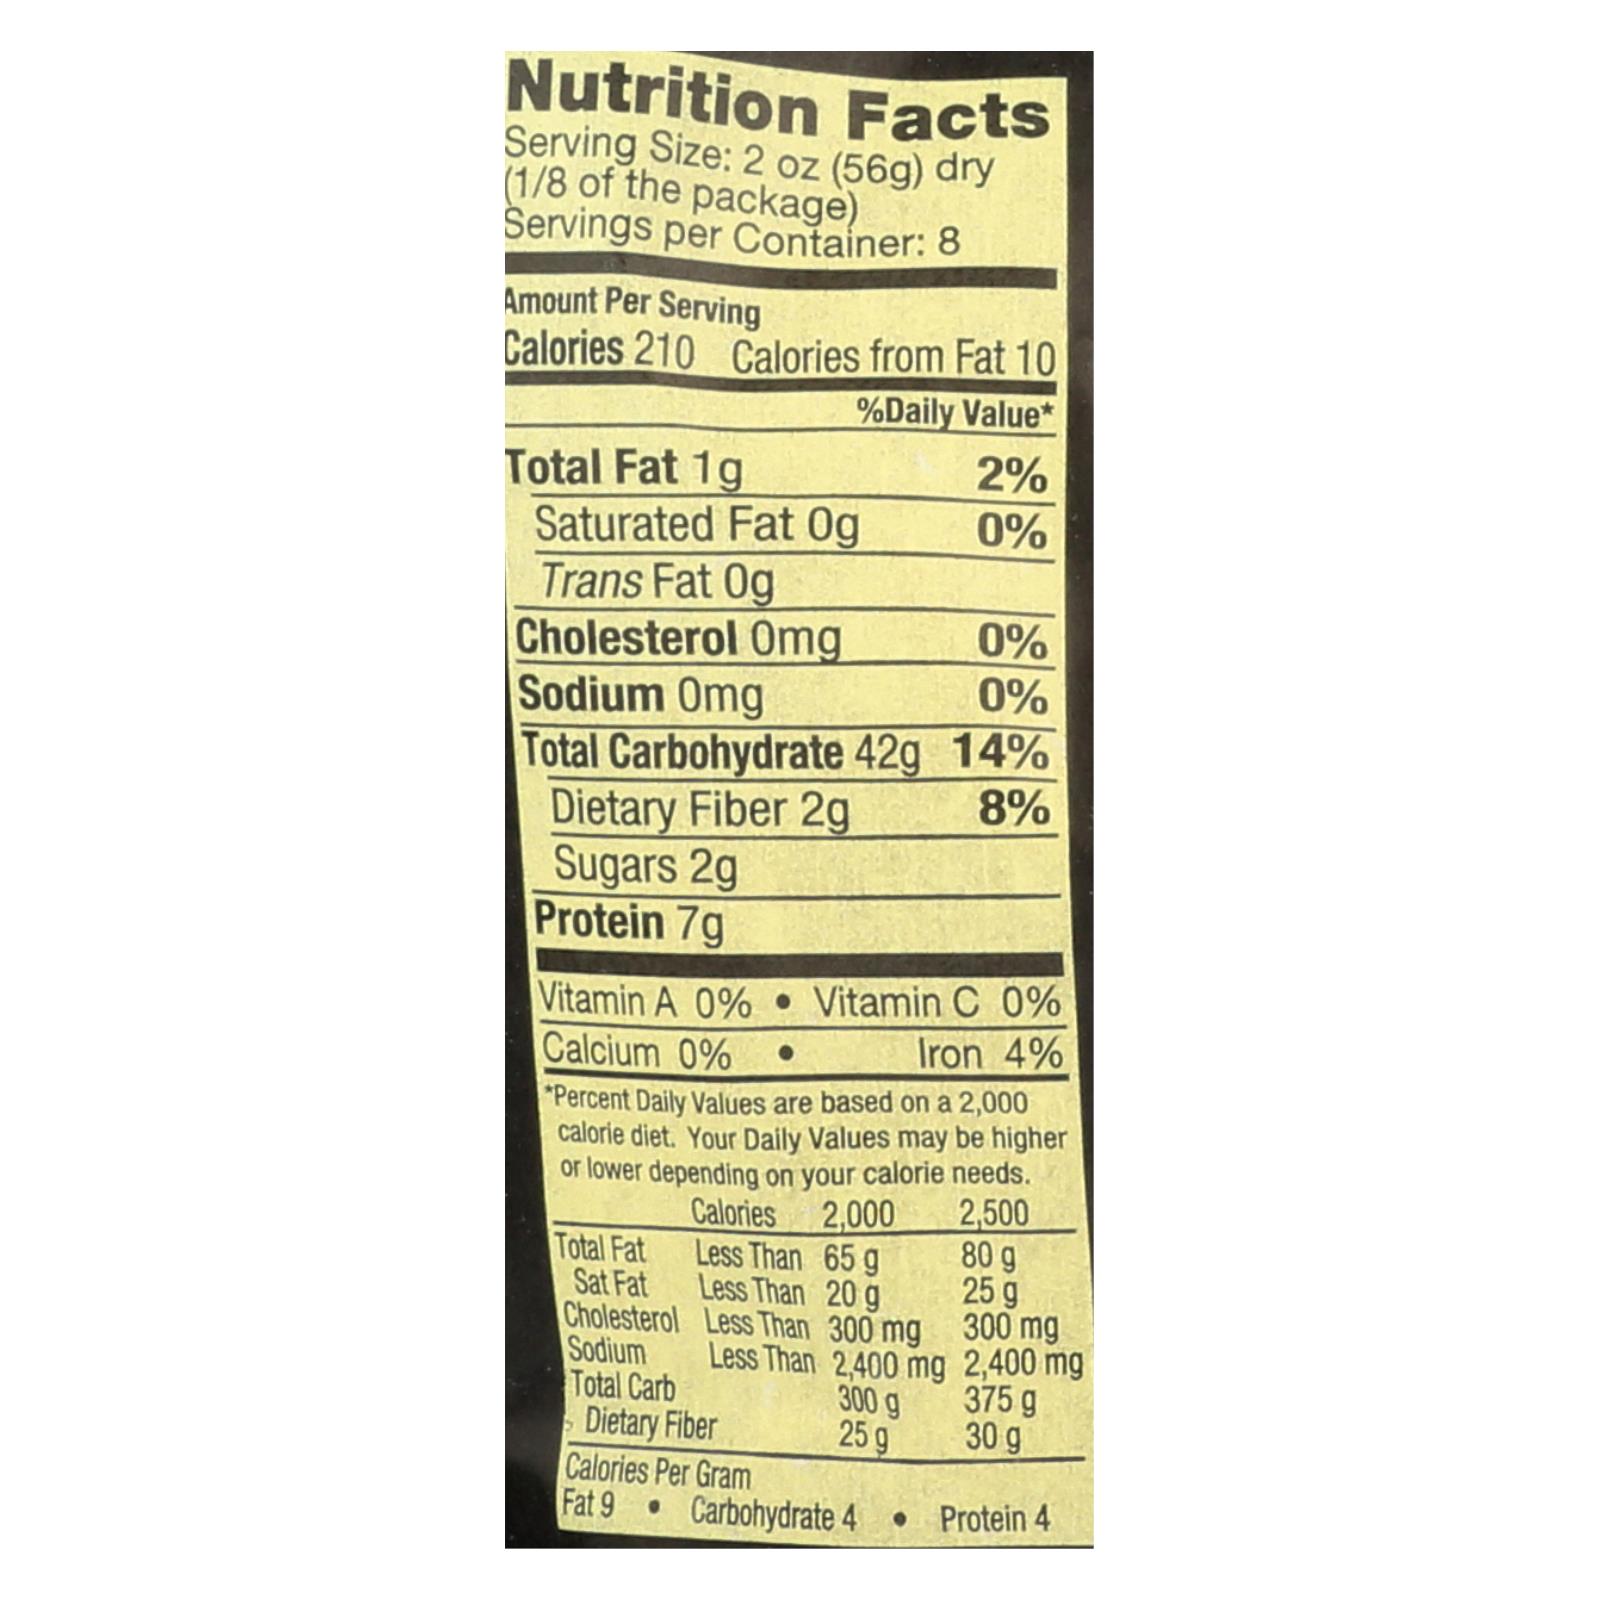 Nutrition Facts
Serving Size: 2 oz (56g) dry
(1/8 of the package)
Servings per Container: 8
Amount Per Serving
Calories 210 Calories from Fat 10
%Daily Value*
Total Fat 1g 2%
Saturated Fat 0g 0%
Trans Fat 0g
Cholesterol 0mg 0%
Sodium 0mg 0%
Total Carbohydrate 42g 14%
Dietary Fiber 2g 8%
Sugars 2g
Protein 7g
Vitamin A 0% • Vitamin C 0%
Calcium 0% • Iron 4%
*Percent Daily Values are based on a 2,000
calorie diet. Your Daily Values may be higher
or lower depending on your calorie needs.
Calories 2,000 2,500
Total Fat Less Than 65 g 80 g
Sat Fat Less Than 20 g 25 g
Cholesterol Less Than 300 mg 300 mg
Sodium Less Than 2,400 mg 2,400 mg
Total Carb 300 g 375 g
Dietary Fiber 25 g 30 g
Calories Per Gram
Fat 9 • Carbohydrate 4 • Protein 4